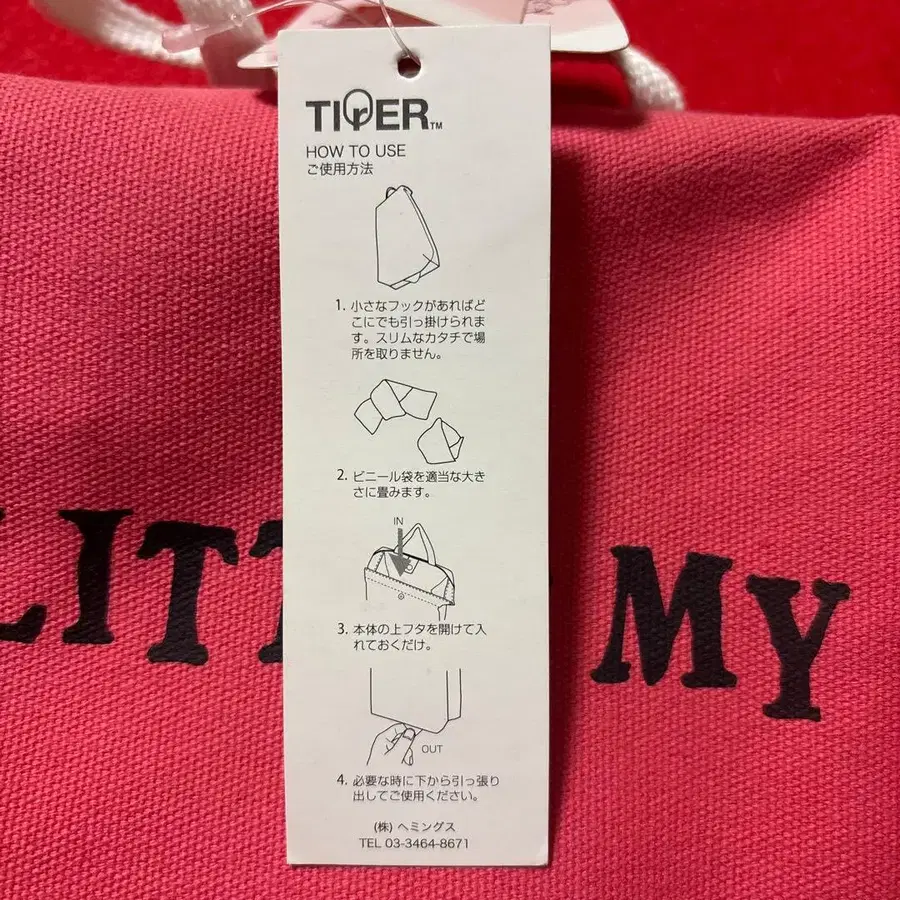 HOW TO USE
ご使用方法
1. 小さなフックがあればど
こにでも引っ掛けられま
す。スリムなカタチで場
所を取りません。
2. ビニール袋を適当な大き
さに畳みます。
IN
3. 本体の上フタを開けて入
れておくだけ。
OUT
4. 必要な時に下から引っ張り
出してご使用ください。
(株) ヘミングス
TEL 03-3464-8671
LITT MY